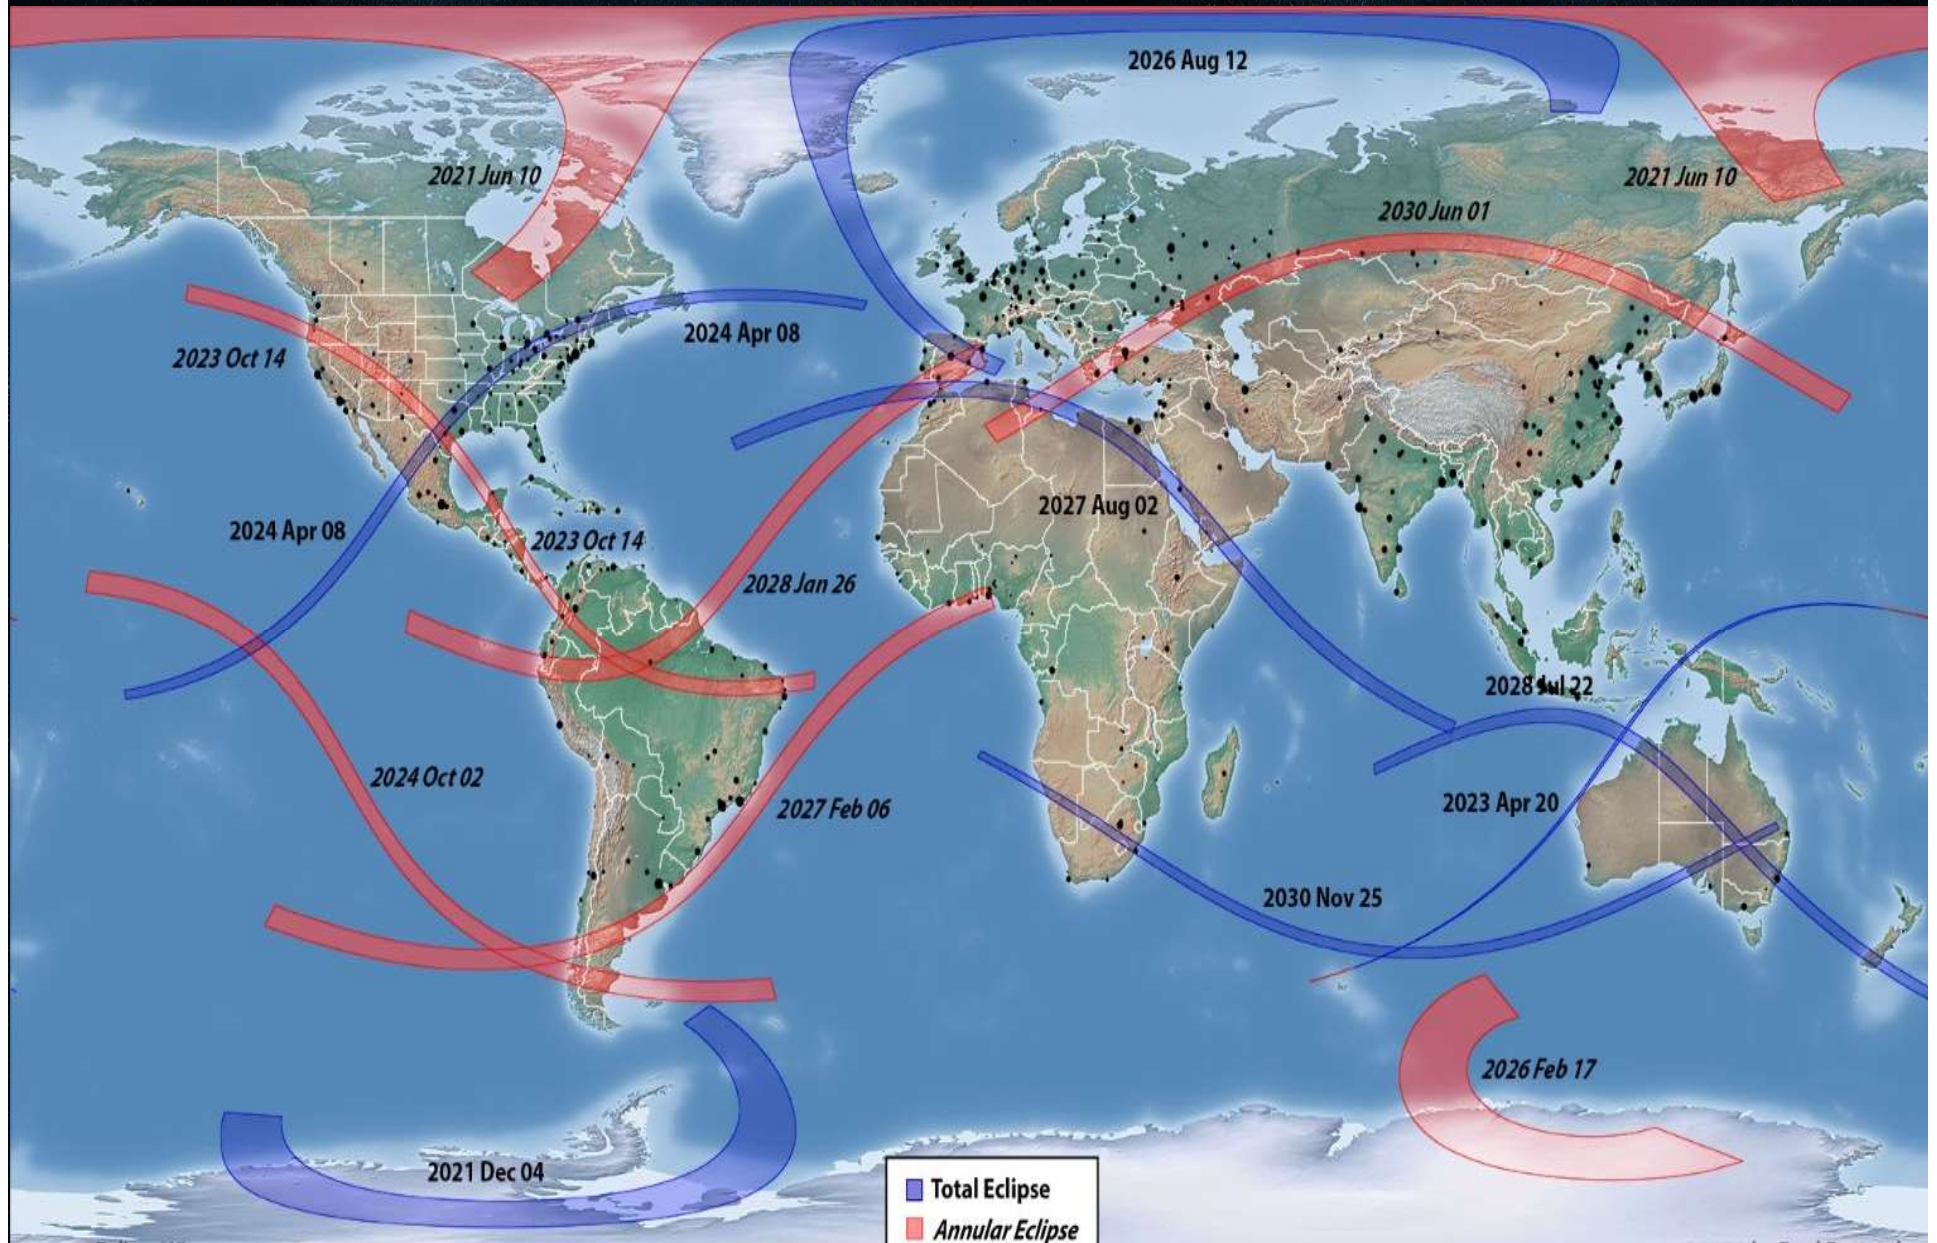 2026 Aug 12
2021 Jun 10
2021 Jun 10
2030 Jun 01
2024 Apr 08
2023 Oct 14
2027 Aug 02
2024 Apr 08
2023 Oct 14
2028 Jan 26
2028 Jul 22
2024 Oct 02
2027 Feb 06
2023 Apr 20
2030 Nov 25
2026 Feb 17
2021 Dec 04
Total Eclipse
Annular Eclipse